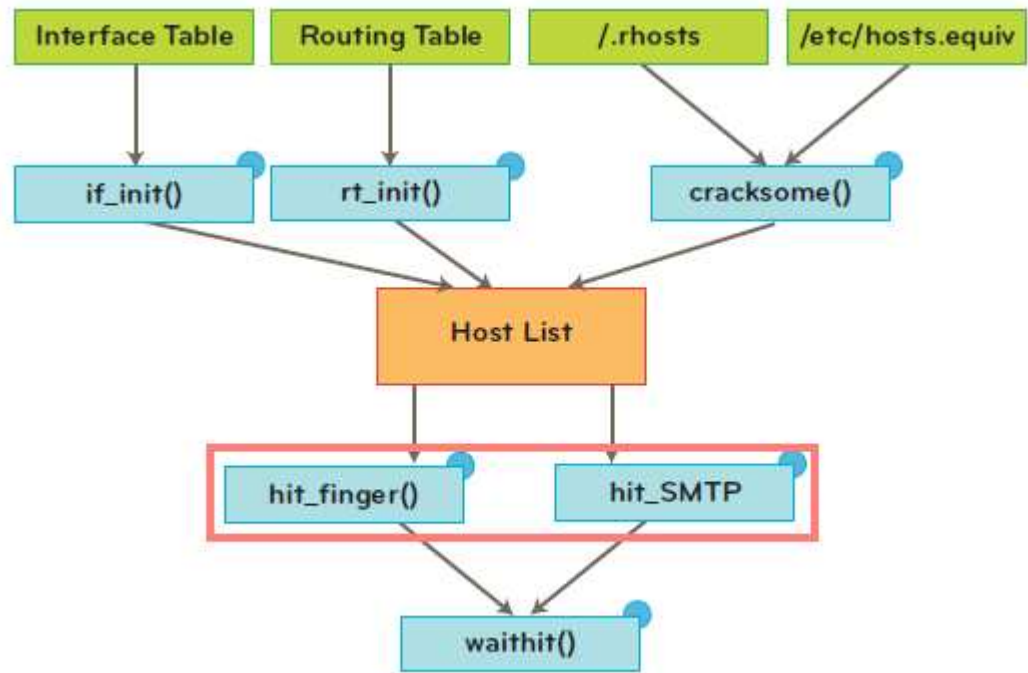 Interface Table
Routing Table
/.rhosts
/etc/hosts.equiv
if_init()
rt_init()
cracksome()
Host List
hit_finger()
hit_SMTP
waithit()